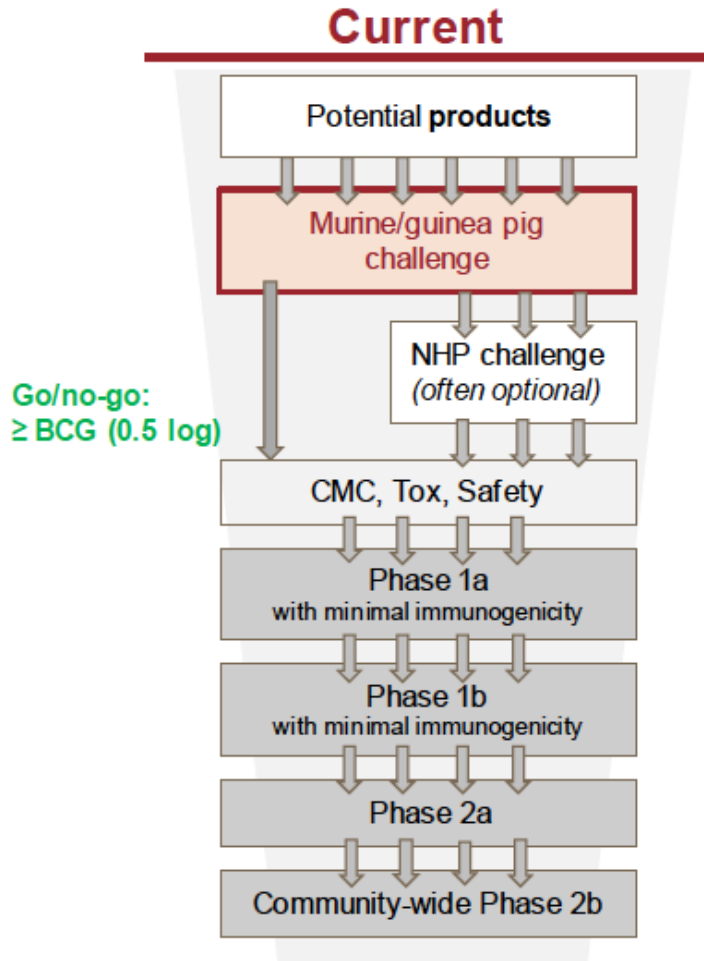 Current
Potential products
Murine/guinea pig
challenge
NHP challenge
(often optional)
Go/no-go:
≥ BCG (0.5 log)
CMC, Tox, Safety
Phase 1a
with minimal immunogenicity
Phase 1b
with minimal immunogenicity
Phase 2a
Community-wide Phase 2b